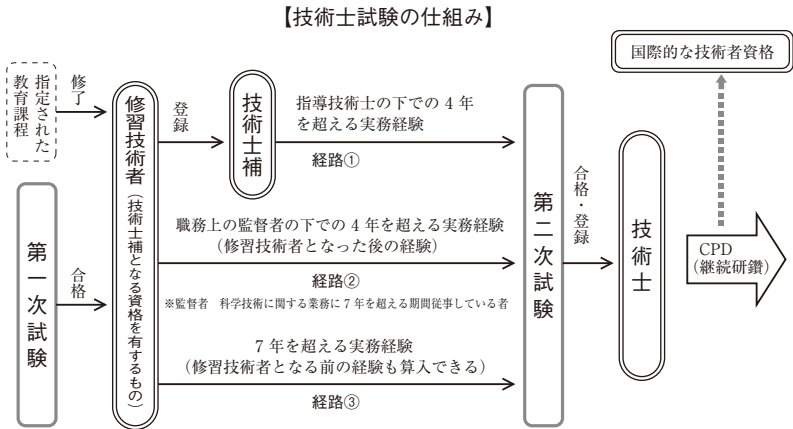 【技術士試験の仕組み】
国際的な技術者資格
指定された
教育課程
修了
第一次試験
合格
修習技術者
（技術士補となる資格を有するもの）
登録
技術士補
指導技術士の下での 4 年
を超える実務経験
経路①
職務上の監督者の下での 4 年を超える実務経験
（修習技術者となった後の経験）
経路②
※監督者　科学技術に関する業務に 7 年を超える期間従事している者
7 年を超える実務経験
（修習技術者となる前の経験も算入できる）
経路③
第二次試験
合格・登録
技術士
CPD
（継続研鑽）